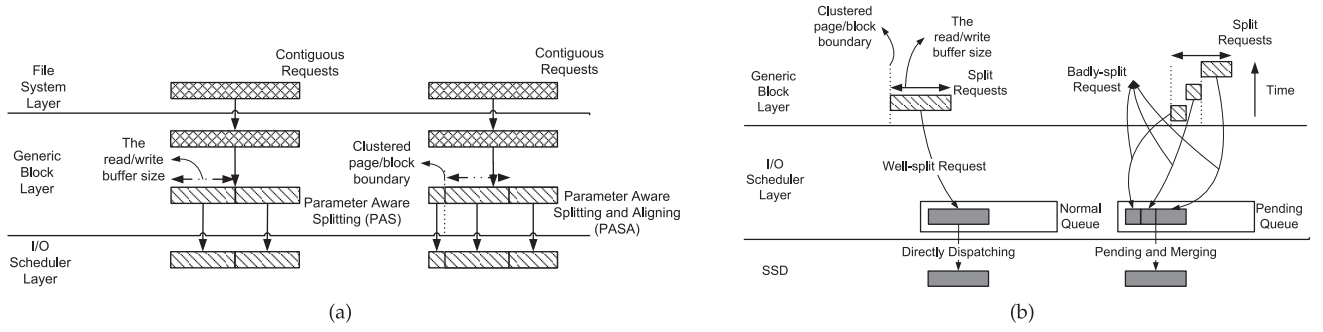 Contiguous
Requests
Contiguous
Requests
File
System
Layer
The
read/write
buffer size
Clustered
page/block
boundary
Generic
Block
Layer
Parameter Aware
Splitting (PAS)
Parameter Aware
Splitting and Aligning
(PASA)
I/O
Scheduler
Layer
(a)
Clustered
page/block
boundary
The
read/write
buffer size
Split
Requests
Split
Requests
Badly-split
Request
Generic
Block
Layer
Time
I/O
Scheduler
Layer
Well-split Request
Normal
Queue
Pending
Queue
Directly Dispatching
Pending and Merging
SSD
(b)